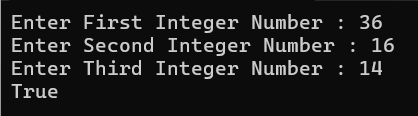 Enter First Integer Number : 36
Enter Second Integer Number : 16
Enter Third Integer Number : 14
True